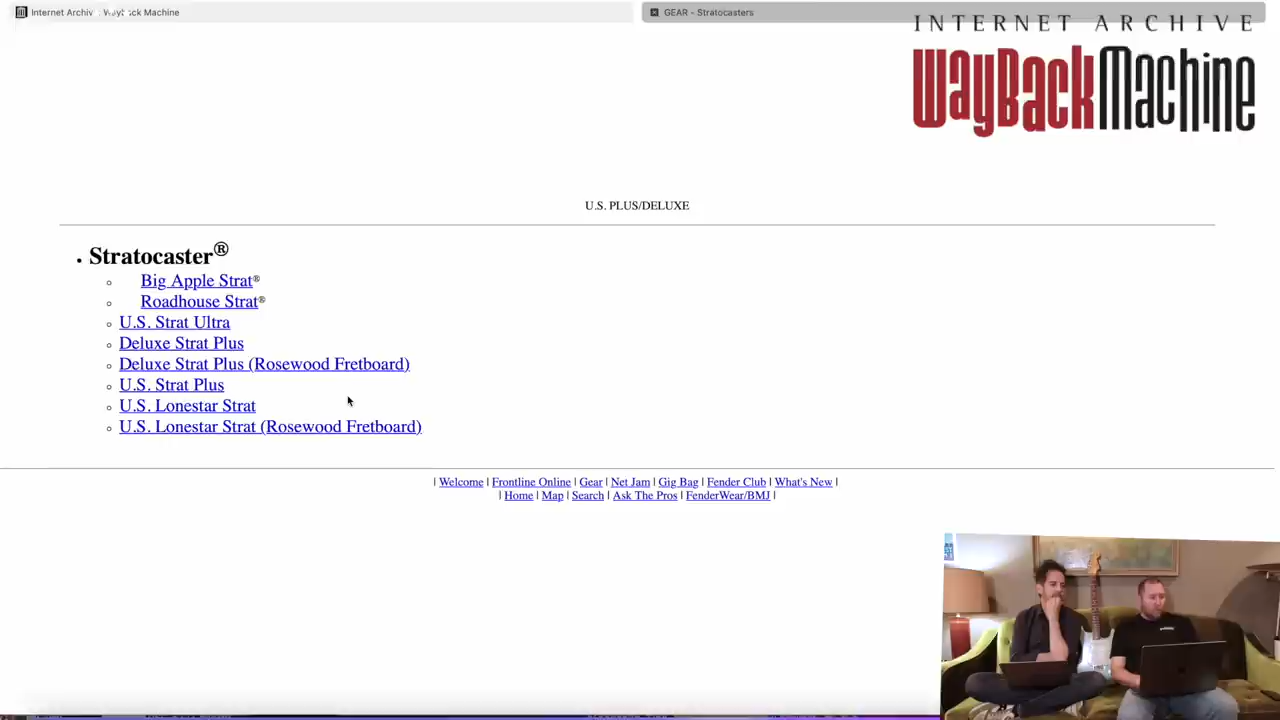 Internet Archive Wayback Machine
GEAR - Stratocasters
INTERNET ARCHIVE
WayBackMachine
U.S. PLUS/DELUXE
Stratocaster®
Big Apple Strat®
Roadhouse Strat®
U.S. Strat Ultra
Deluxe Strat Plus
Deluxe Strat Plus (Rosewood Fretboard)
U.S. Strat Plus
U.S. Lonestar Strat
U.S. Lonestar Strat (Rosewood Fretboard)
| Welcome | Frontline Online | Gear | Net Jam | Gig Bag | Fender Club | What's New |
| Home | Map | Search | Ask The Pros | FenderWear/BMJ |